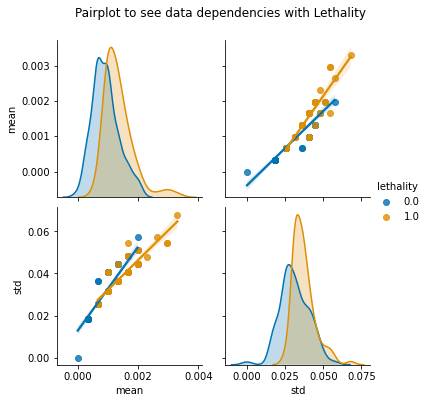 Pairplot to see data dependencies with Lethality
0.003
0.002
0.001
0.000
mean
lethality
0.0
1.0
0.06
0.04
0.02
0.00
std
0.000 0.002 0.004
mean
0.000 0.025 0.050 0.075
std